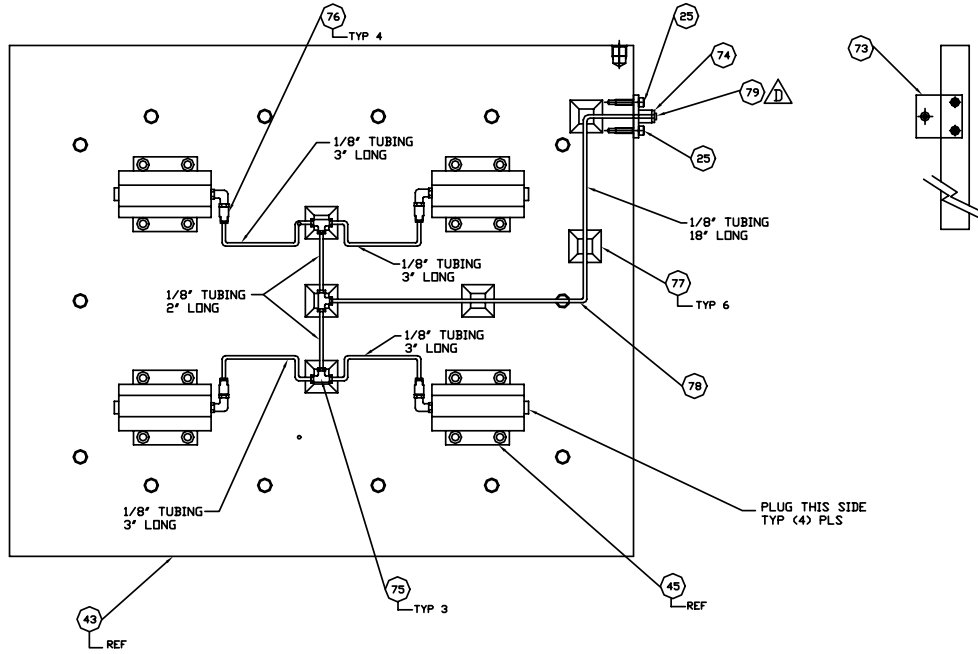 76
TYP 4
25
74
79
D
73
1/8" TUBING
3" LONG
25
1/8" TUBING
18" LONG
1/8" TUBING
3" LONG
77
TYP 6
1/8" TUBING
2" LONG
1/8" TUBING
3" LONG
78
1/8" TUBING
3" LONG
PLUG THIS SIDE
TYP (4) PLS
75
TYP 3
45
REF
43
REF